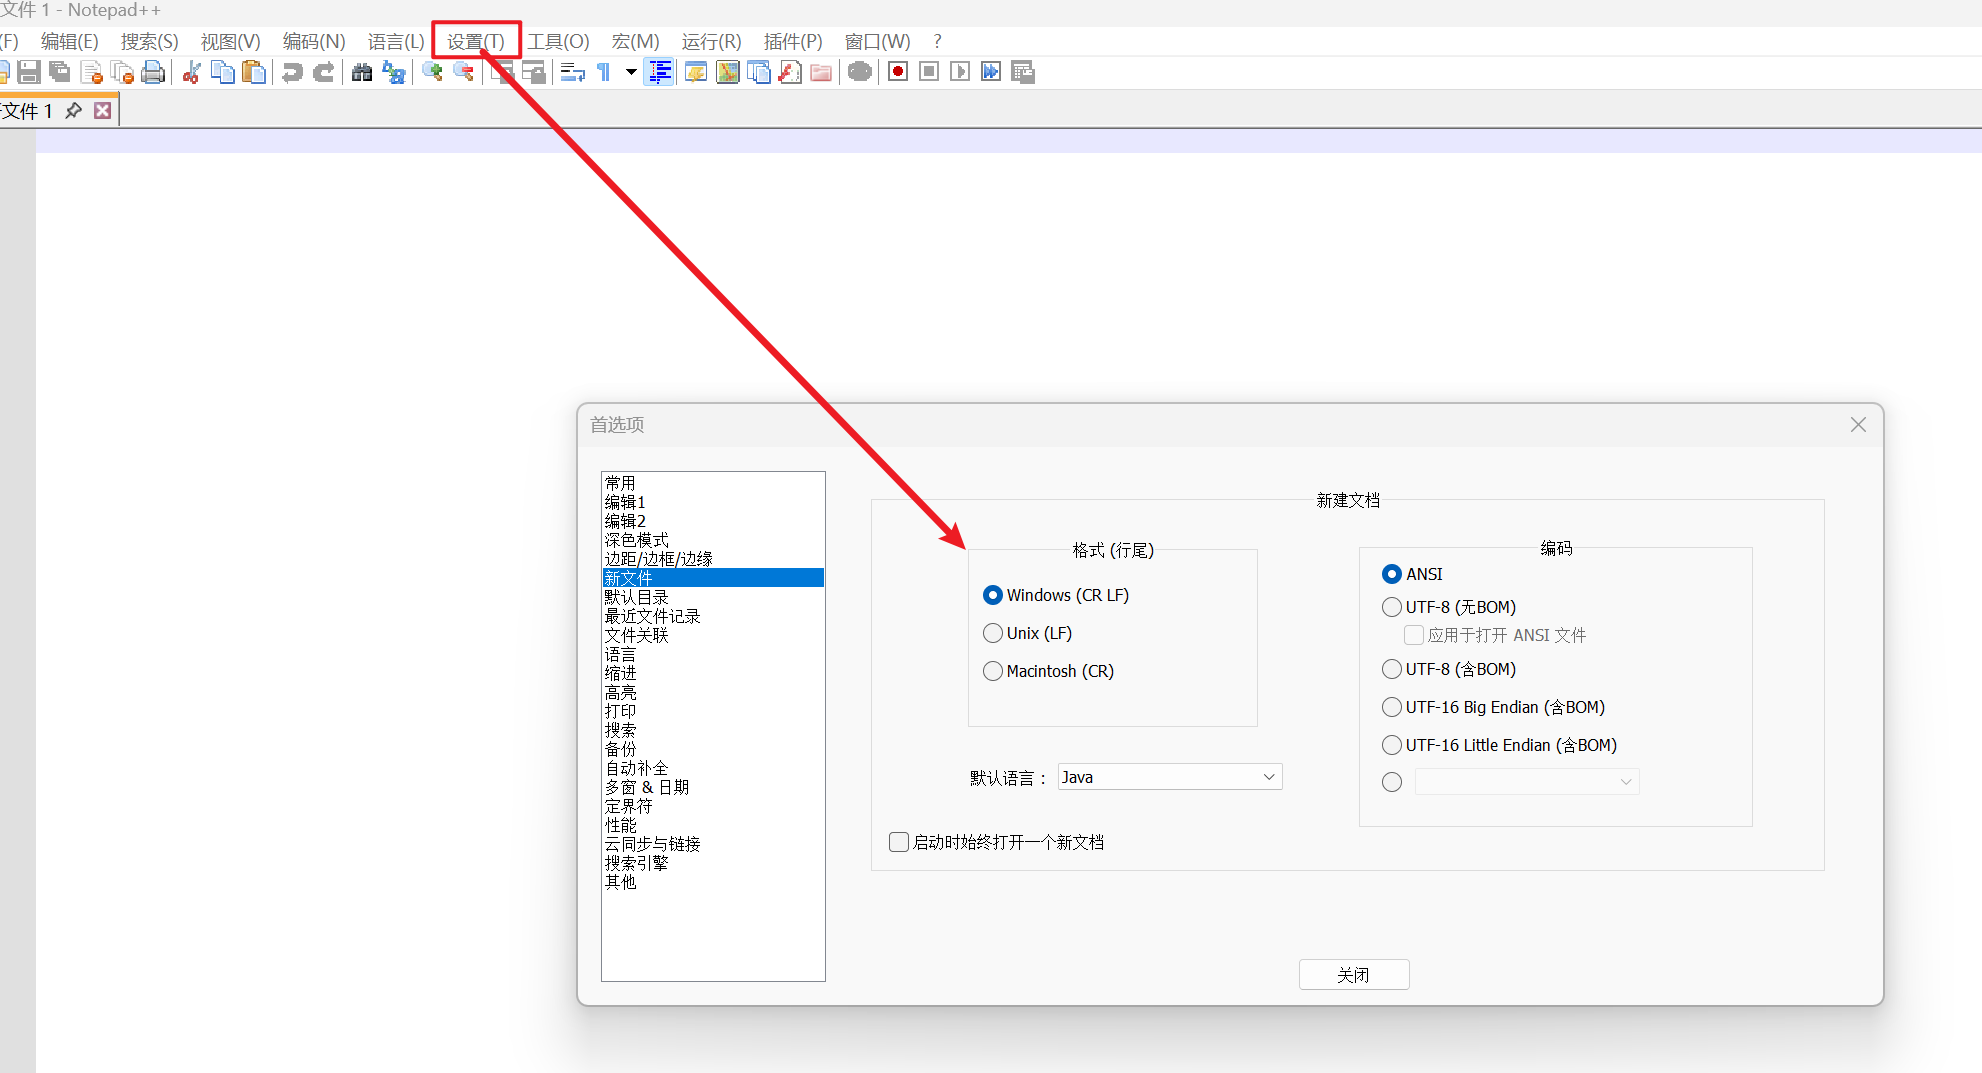 文件 1 - Notepad++
(F) 编辑(E) 搜索(S) 视图(V) 编码(N) 语言(L) 设置(T) 工具(O) 宏(M) 运行(R) 插件(P) 窗口(W) ?
文件 1
首选项
常用
编辑1
编辑2
深色模式
边距/边框/边缘
新文件
默认目录
最近文件记录
文件关联
语言
缩进
高亮
打印
搜索
备份
自动补全
多窗 & 日期
定界符
性能
云同步与链接
搜索引擎
其他
新建文档
格式 (行尾)
Windows (CR LF)
Unix (LF)
Macintosh (CR)
默认语言：
Java
启动时始终打开一个新文档
编码
ANSI
UTF-8 (无BOM)
应用于打开 ANSI 文件
UTF-8 (含BOM)
UTF-16 Big Endian (含BOM)
UTF-16 Little Endian (含BOM)
关闭